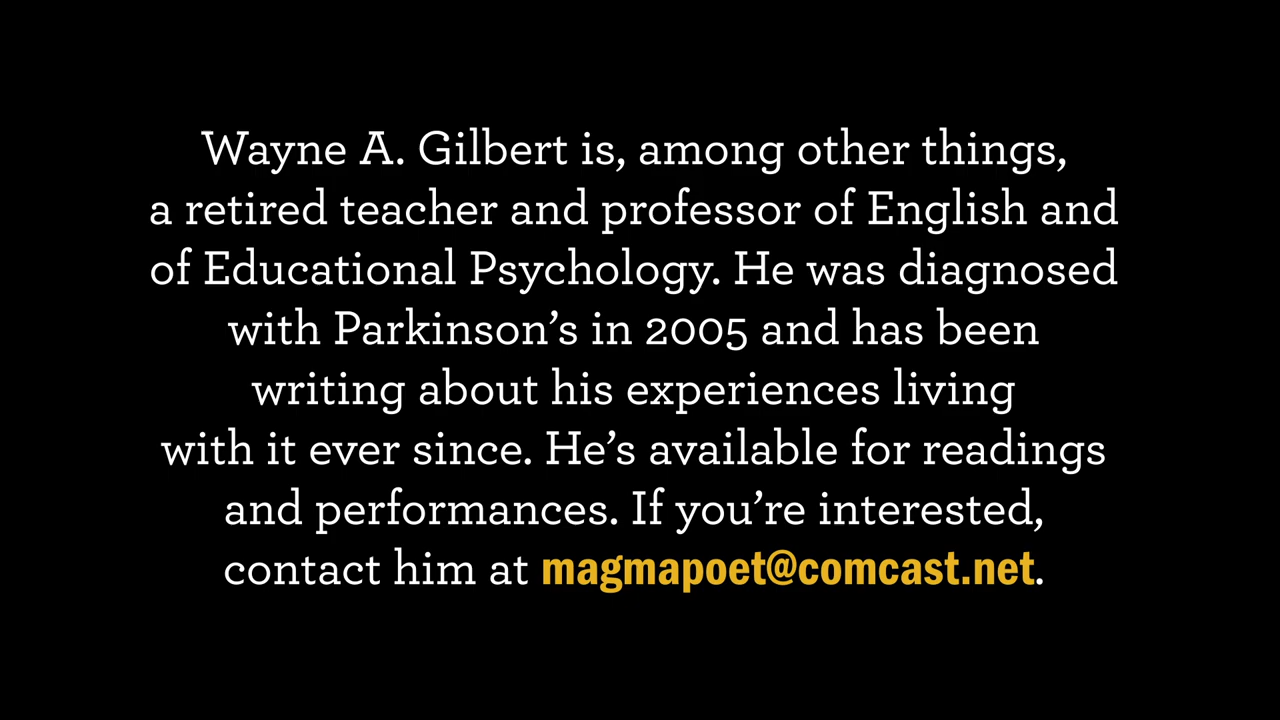 Wayne A. Gilbert is, among other things,
a retired teacher and professor of English and
of Educational Psychology. He was diagnosed
with Parkinson’s in 2005 and has been
writing about his experiences living
with it ever since. He’s available for readings
and performances. If you’re interested,
contact him at magmapoet@comcast.net.